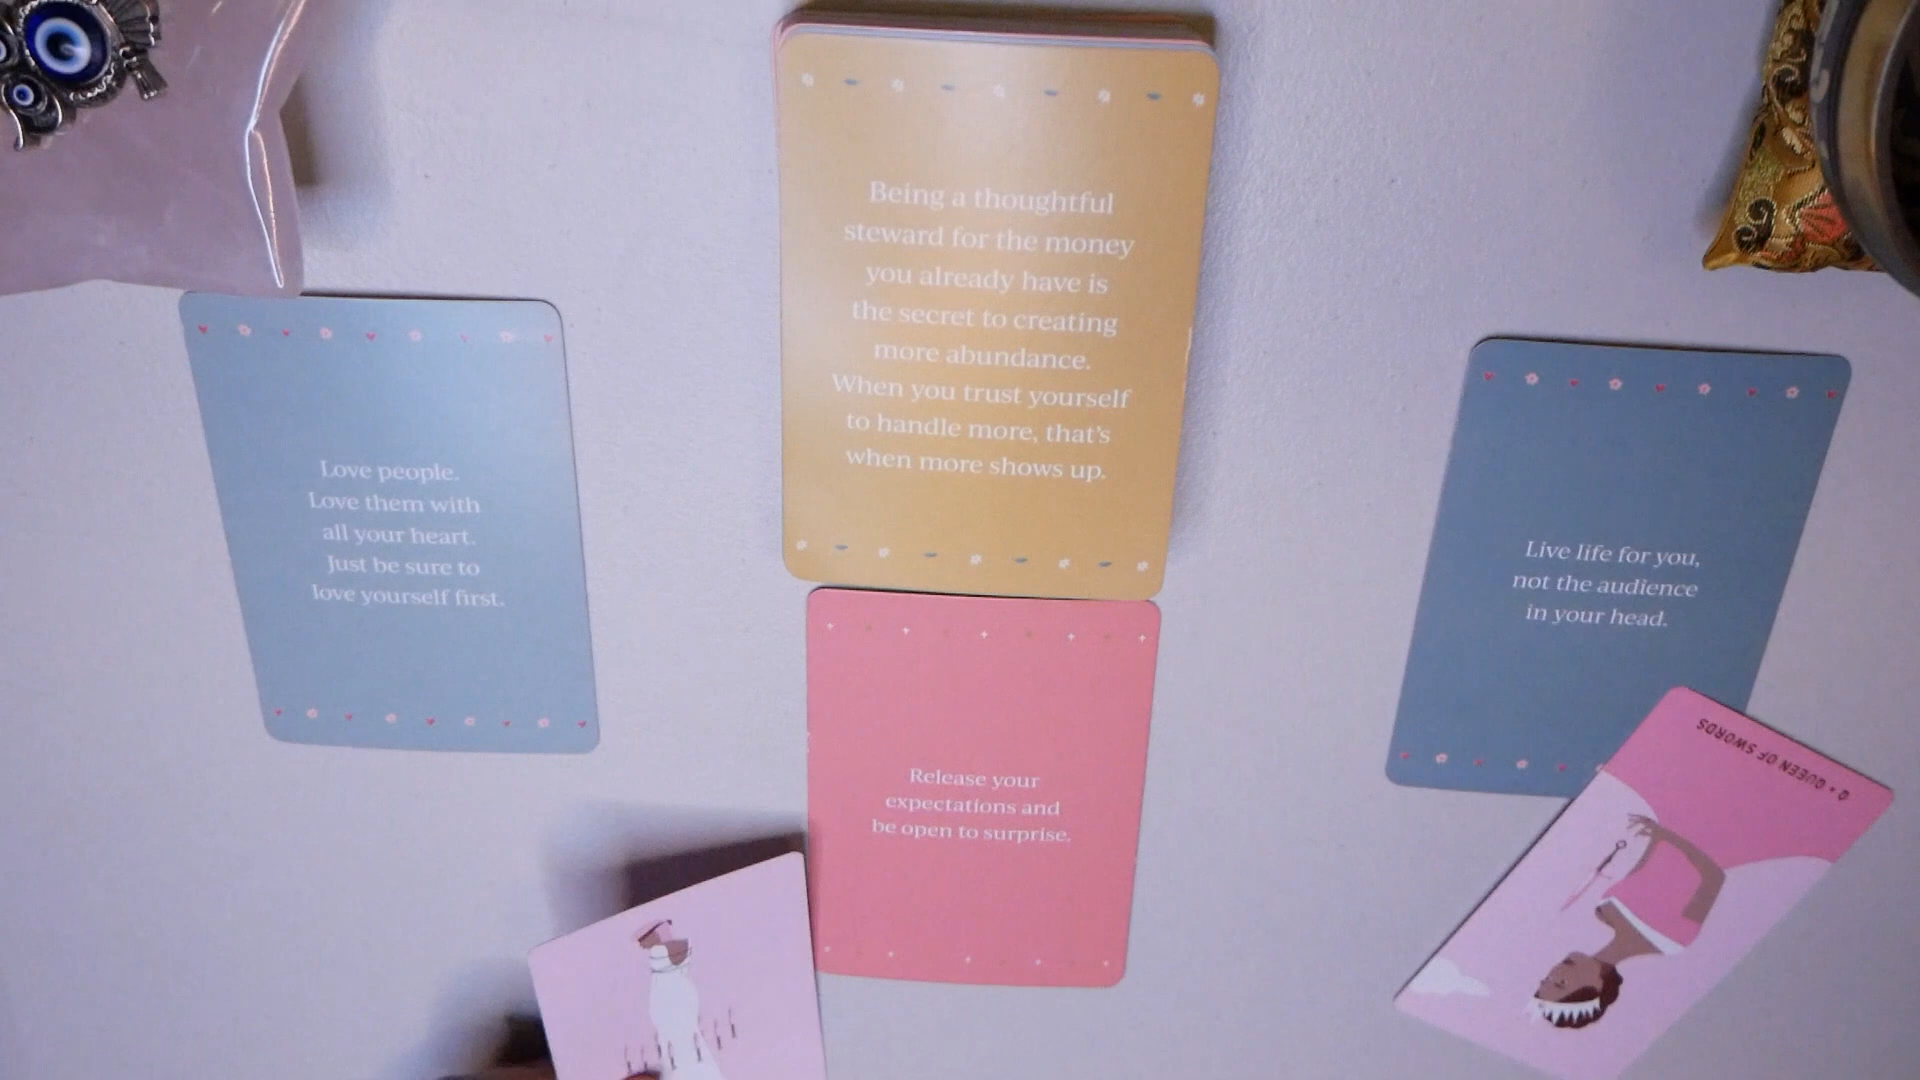 Being a thoughtful
steward for the money
you already have is
the secret to creating
more abundance.
When you trust yourself
to handle more, that's
when more shows up.
Love people.
Love them with
all your heart.
Just be sure to
love yourself first.
Live life for you,
not the audience
in your head.
Release your
expectations and
be open to surprise.
Q • QUEEN OF SWORDS